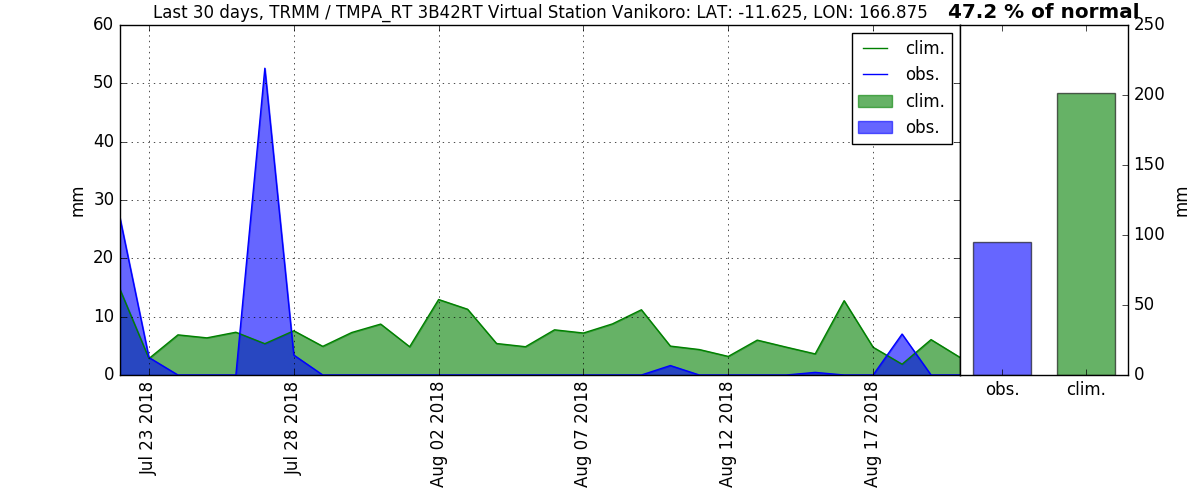 Last 30 days, TRMM / TMPA_RT 3B42RT Virtual Station Vanikoro: LAT: -11.625, LON: 166.875
47.2 % of normal
60
50
40
30
20
10
0
mm
clim.
obs.
clim.
obs.
Jul 23 2018
Jul 28 2018
Aug 02 2018
Aug 07 2018
Aug 12 2018
Aug 17 2018
250
200
150
100
50
0
mm
obs.
clim.